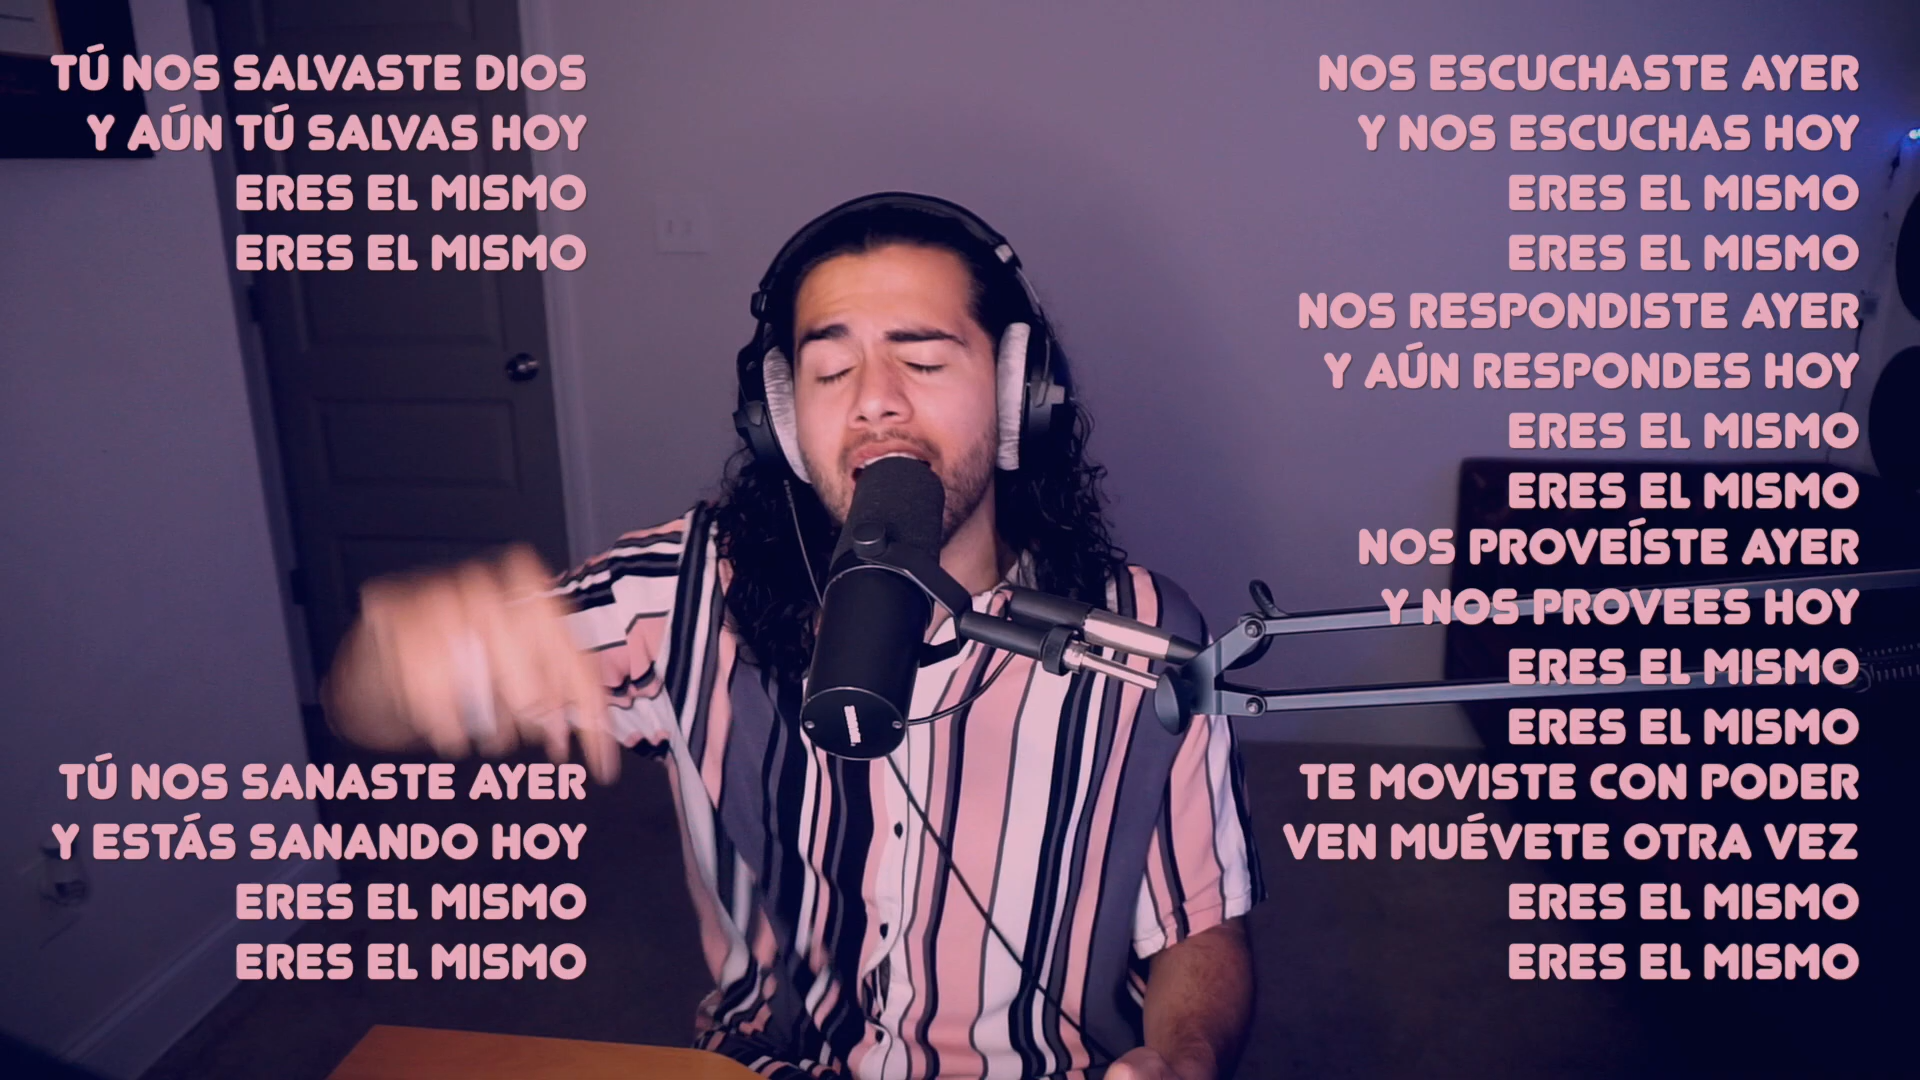 TÚ NOS SALVASTE DIOS
Y AÚN TÚ SALVAS HOY
ERES EL MISMO
ERES EL MISMO
TÚ NOS SANASTE AYER
Y ESTÁS SANANDO HOY
ERES EL MISMO
ERES EL MISMO
NOS ESCUCHASTE AYER
Y NOS ESCUCHAS HOY
ERES EL MISMO
ERES EL MISMO
NOS RESPONDISTE AYER
Y AÚN RESPONDES HOY
ERES EL MISMO
ERES EL MISMO
NOS PROVEÍSTE AYER
Y NOS PROVEES HOY
ERES EL MISMO
ERES EL MISMO
TE MOVISTE CON PODER
VEN MUÉVETE OTRA VEZ
ERES EL MISMO
ERES EL MISMO